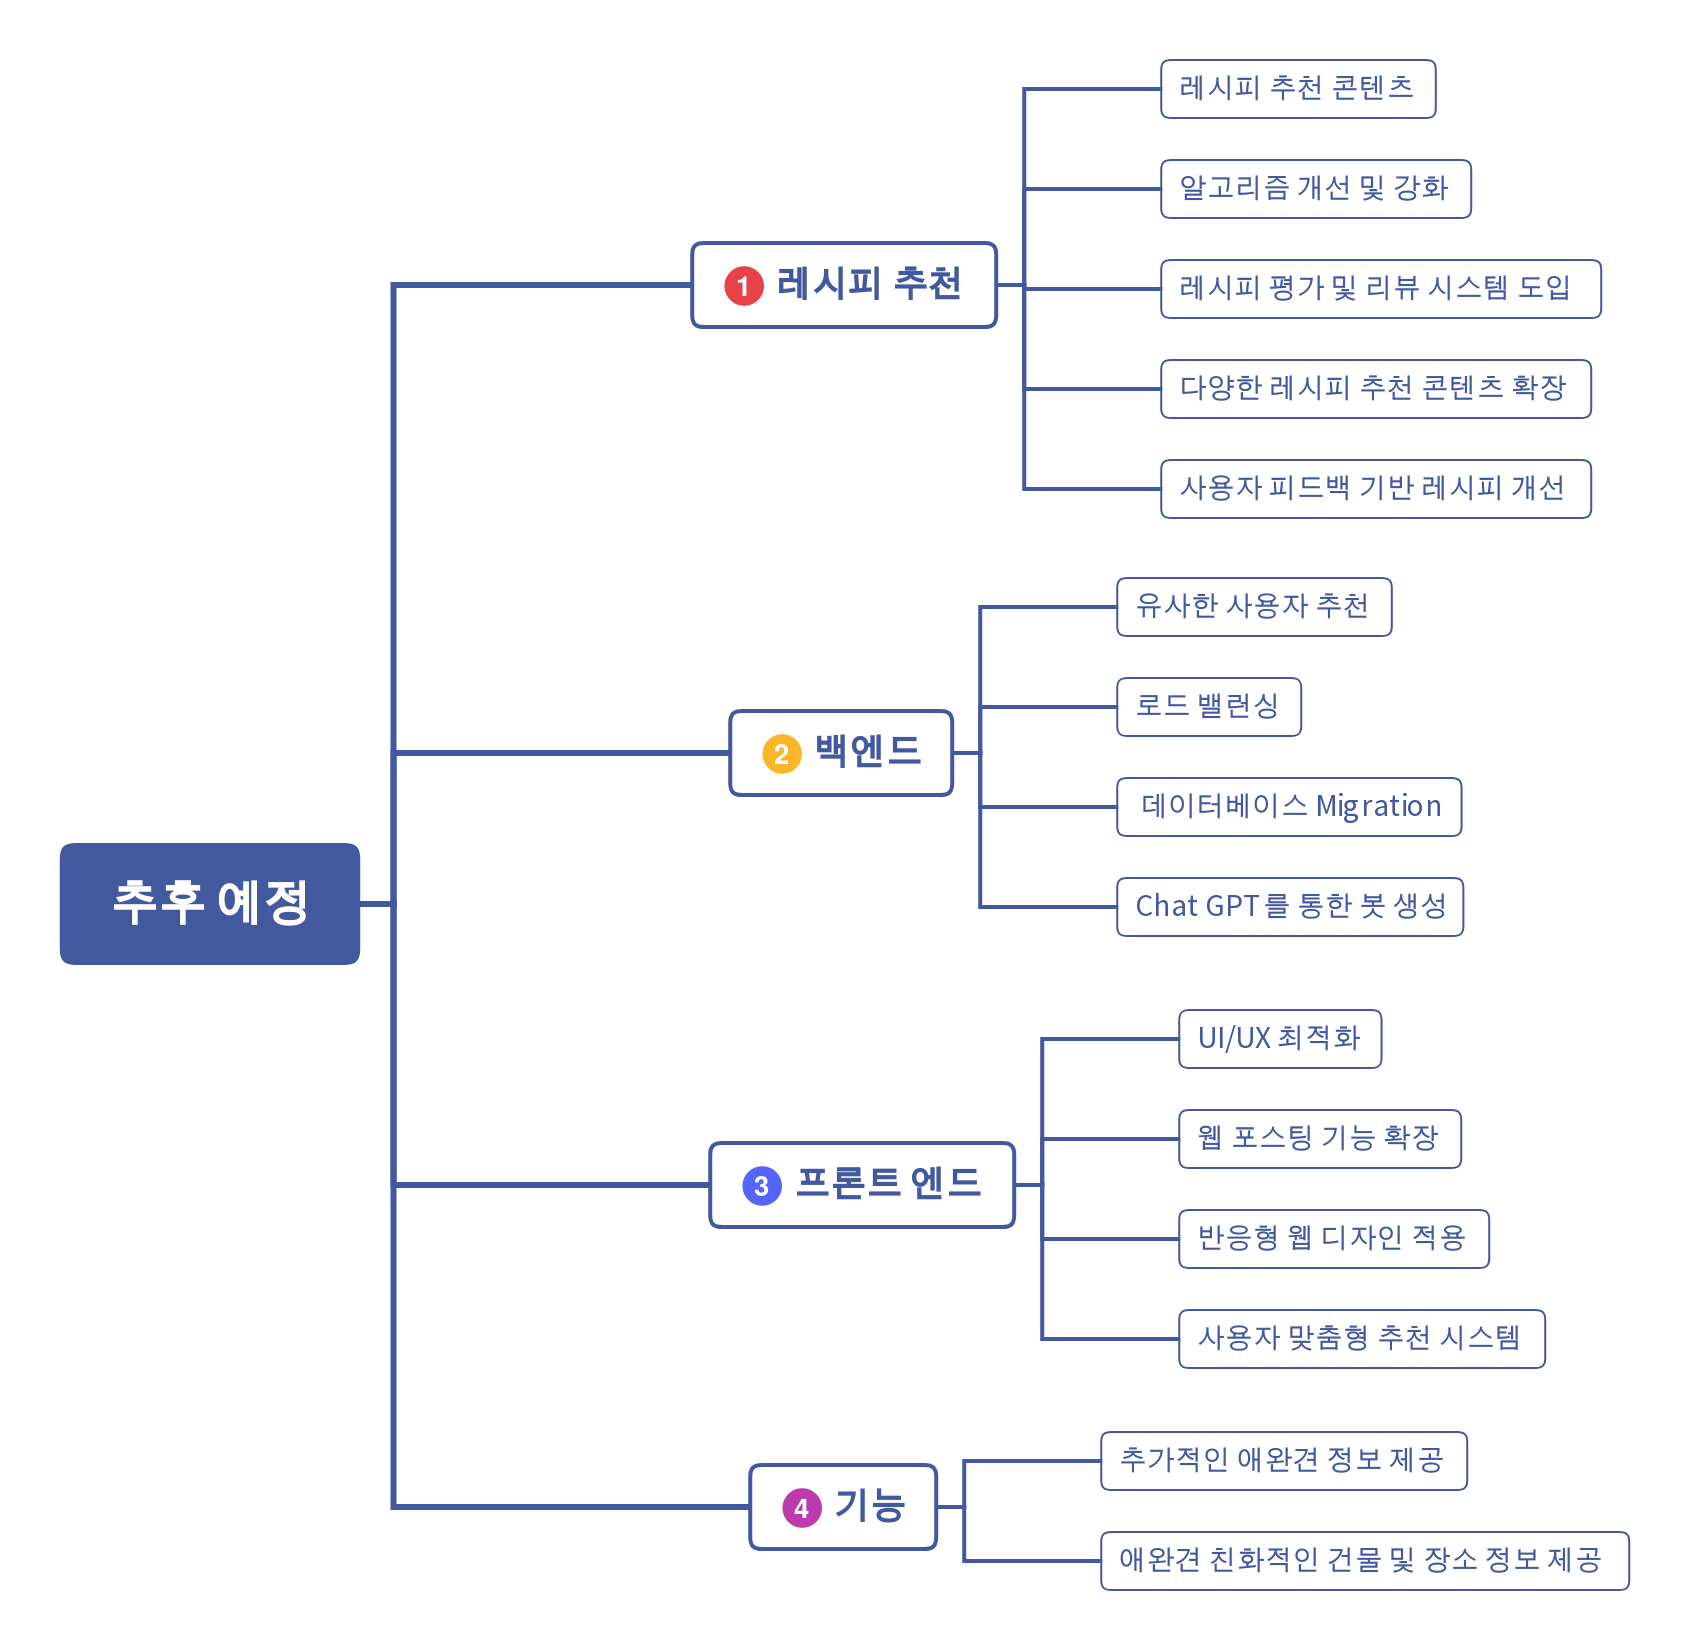 추후 예정
1 레시피 추천
레시피 추천 콘텐츠
알고리즘 개선 및 강화
레시피 평가 및 리뷰 시스템 도입
다양한 레시피 추천 콘텐츠 확장
사용자 피드백 기반 레시피 개선
2 백엔드
유사한 사용자 추천
로드 밸런싱
데이터베이스 Migration
Chat GPT를 통한 봇 생성
3 프론트 엔드
UI/UX 최적화
웹 포스팅 기능 확장
반응형 웹 디자인 적용
사용자 맞춤형 추천 시스템
4 기능
추가적인 애완견 정보 제공
애완견 친화적인 건물 및 장소 정보 제공